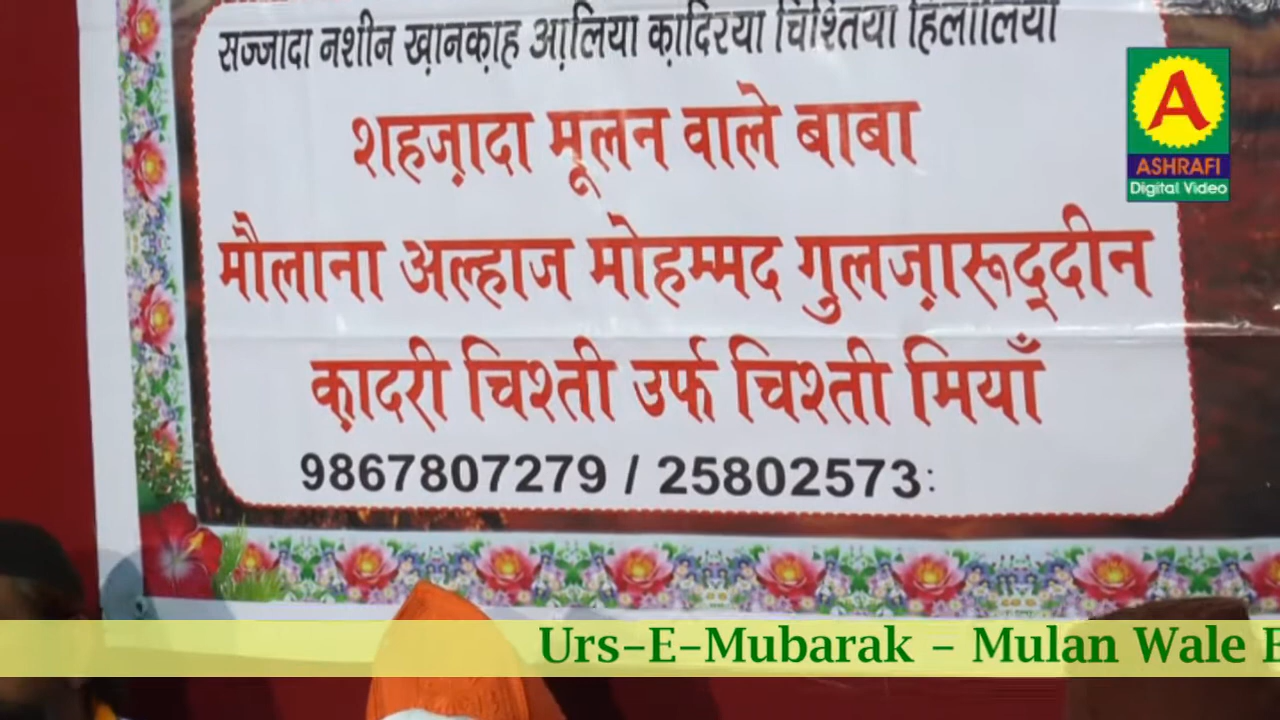 सज्जादा नशीन ख़ानक़ाह आ़लिया क़ादिरया चिश्तिया हिलालिया
शहज़ादा मूलन वाले बाबा
मौलाना अल्हाज मोहम्मद गुलज़ारूद्दीन
क़ादरी चिश्ती उर्फ चिश्ती मियाँ
9867807279 / 25802573:
A
ASHRAFI
Digital Video
Urs-E-Mubarak - Mulan Wale